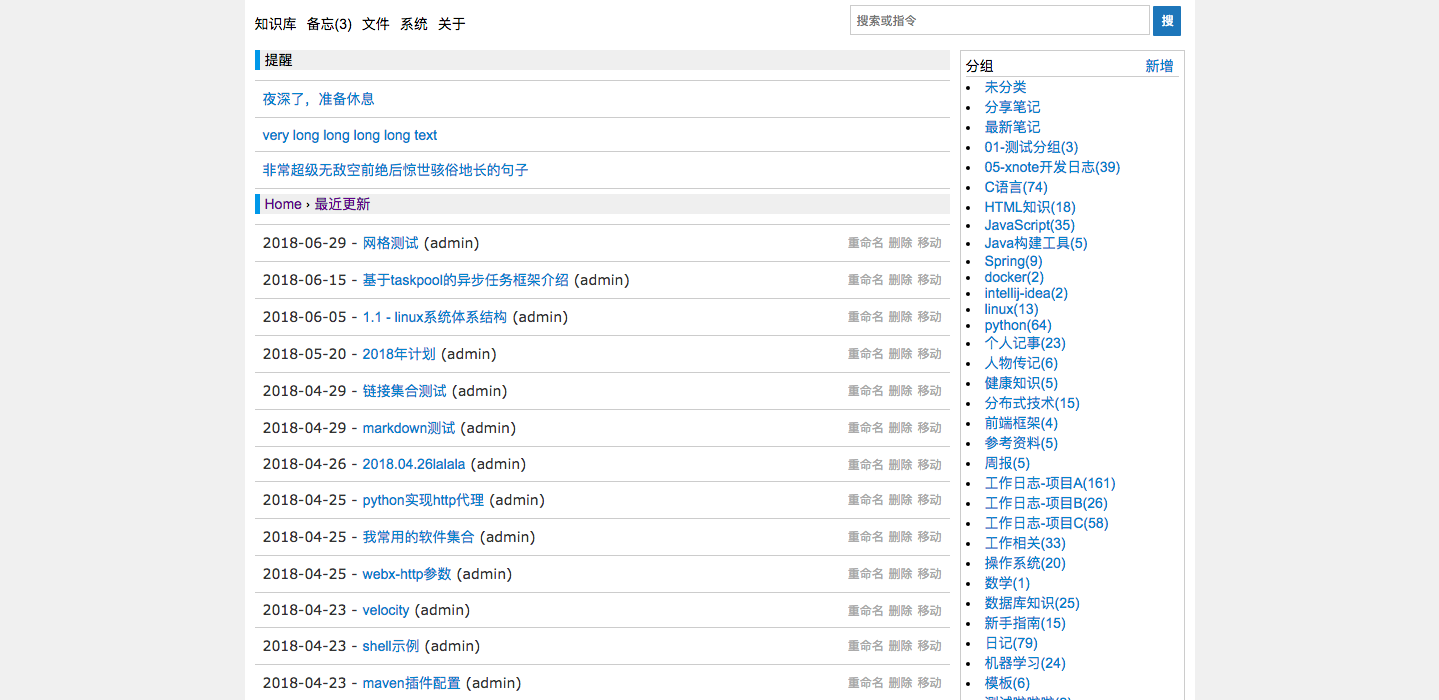 知识库 备忘(3) 文件 系统 关于
搜索或指令 搜
提醒
夜深了，准备休息
very long long long long text
非常超级无敌空前绝后惊世骇俗地长的句子
Home › 最近更新
2018-06-29 - 网格测试 (admin) 重命名 删除 移动
2018-06-15 - 基于taskpool的异步任务框架介绍 (admin) 重命名 删除 移动
2018-06-05 - 1.1 - linux系统体系结构 (admin) 重命名 删除 移动
2018-05-20 - 2018年计划 (admin) 重命名 删除 移动
2018-04-29 - 链接集合测试 (admin) 重命名 删除 移动
2018-04-29 - markdown测试 (admin) 重命名 删除 移动
2018-04-26 - 2018.04.26lalala (admin) 重命名 删除 移动
2018-04-25 - python实现http代理 (admin) 重命名 删除 移动
2018-04-25 - 我常用的软件集合 (admin) 重命名 删除 移动
2018-04-25 - webx-http参数 (admin) 重命名 删除 移动
2018-04-23 - velocity (admin) 重命名 删除 移动
2018-04-23 - shell示例 (admin) 重命名 删除 移动
2018-04-23 - maven插件配置 (admin) 重命名 删除 移动
分组 新增
未分类
分享笔记
最新笔记
01-测试分组(3)
05-xnote开发日志(39)
C语言(74)
HTML知识(18)
JavaScript(35)
Java构建工具(5)
Spring(9)
docker(2)
intellij-idea(2)
linux(13)
python(64)
个人记事(23)
人物传记(6)
健康知识(5)
分布式技术(15)
前端框架(4)
参考资料(5)
周报(5)
工作日志-项目A(161)
工作日志-项目B(26)
工作日志-项目C(58)
工作相关(33)
操作系统(20)
数学(1)
数据库知识(25)
新手指南(15)
日记(79)
机器学习(24)
模板(6)